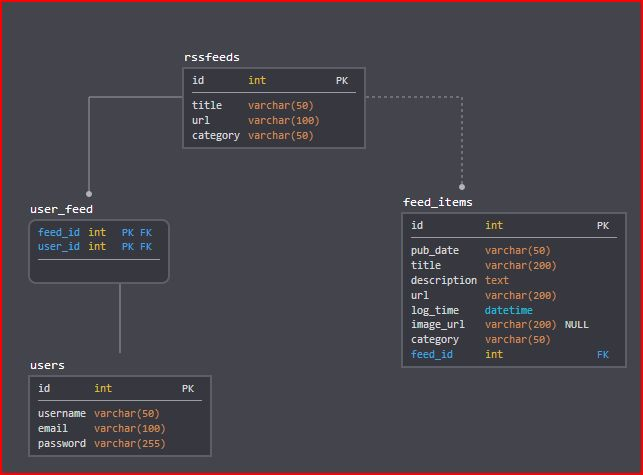 rssfeeds
id int PK
title varchar(50)
url varchar(100)
category varchar(50)
user_feed
feed_id int PK FK
user_id int PK FK
feed_items
id int PK
pub_date varchar(50)
title varchar(200)
description text
url varchar(200)
log_time datetime
image_url varchar(200) NULL
category varchar(50)
feed_id int FK
users
id int PK
username varchar(50)
email varchar(100)
password varchar(255)